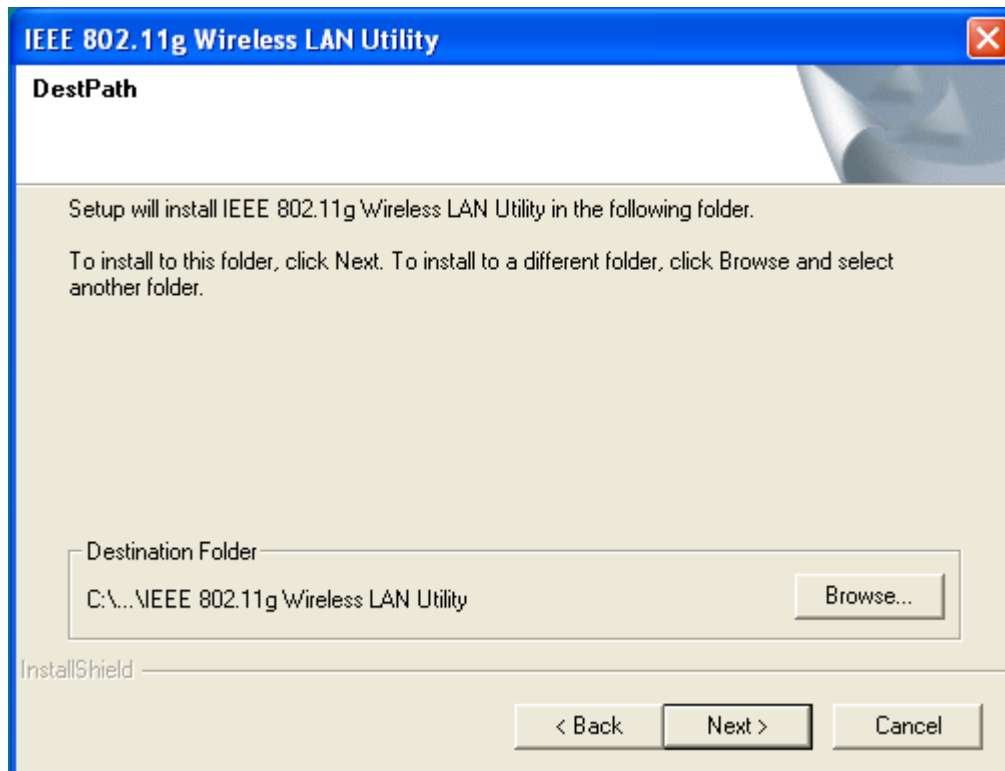 IEEE 802.11g Wireless LAN Utility
DestPath
Setup will install IEEE 802.11g Wireless LAN Utility in the following folder.
To install to this folder, click Next. To install to a different folder, click Browse and select
another folder.
Destination Folder
C:\...\IEEE 802.11g Wireless LAN Utility
Browse...
InstallShield
< Back
Next >
Cancel